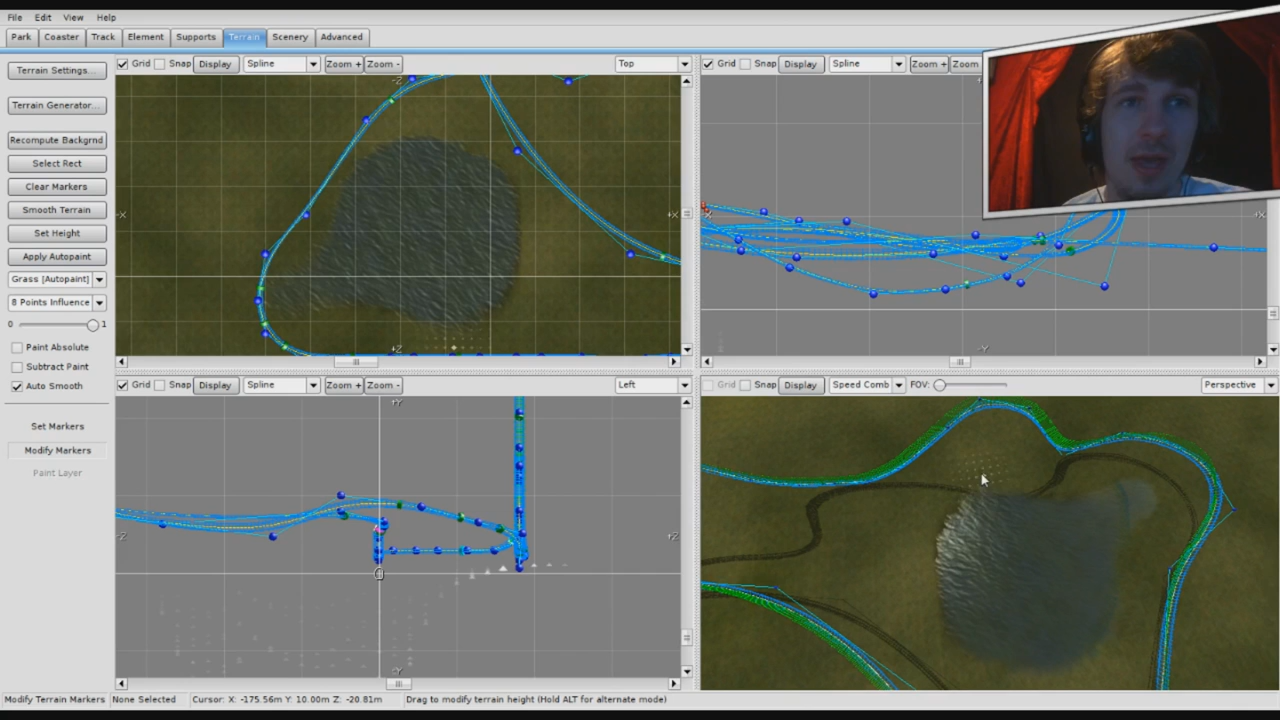 File Edit View Help
Park Coaster Track Element Supports Terrain Scenery Advanced
Terrain Settings...
Terrain Generator...
Recompute Backgrnd
Select Rect
Clear Markers
Smooth Terrain
Set Height
Apply Autopaint
Grass [Autopaint]
8 Points Influence
0 1
Paint Absolute
Subtract Paint
Auto Smooth
Set Markers
Modify Markers
Paint Layer
Grid Snap Display Spline Zoom + Zoom - Top
-Z
-X +X
+Z
Grid Snap Display Spline Zoom + Zoom
-X +X
-Y
Grid Snap Display Spline Zoom + Zoom - Left
+Y
-Z +Z
-Y
Grid Snap Display Speed Comb FOV: Perspective
Modify Terrain Markers None Selected Cursor: X: -175.56m Y: 10.00m Z: -20.81m Drag to modify terrain height (Hold ALT for alternate mode)